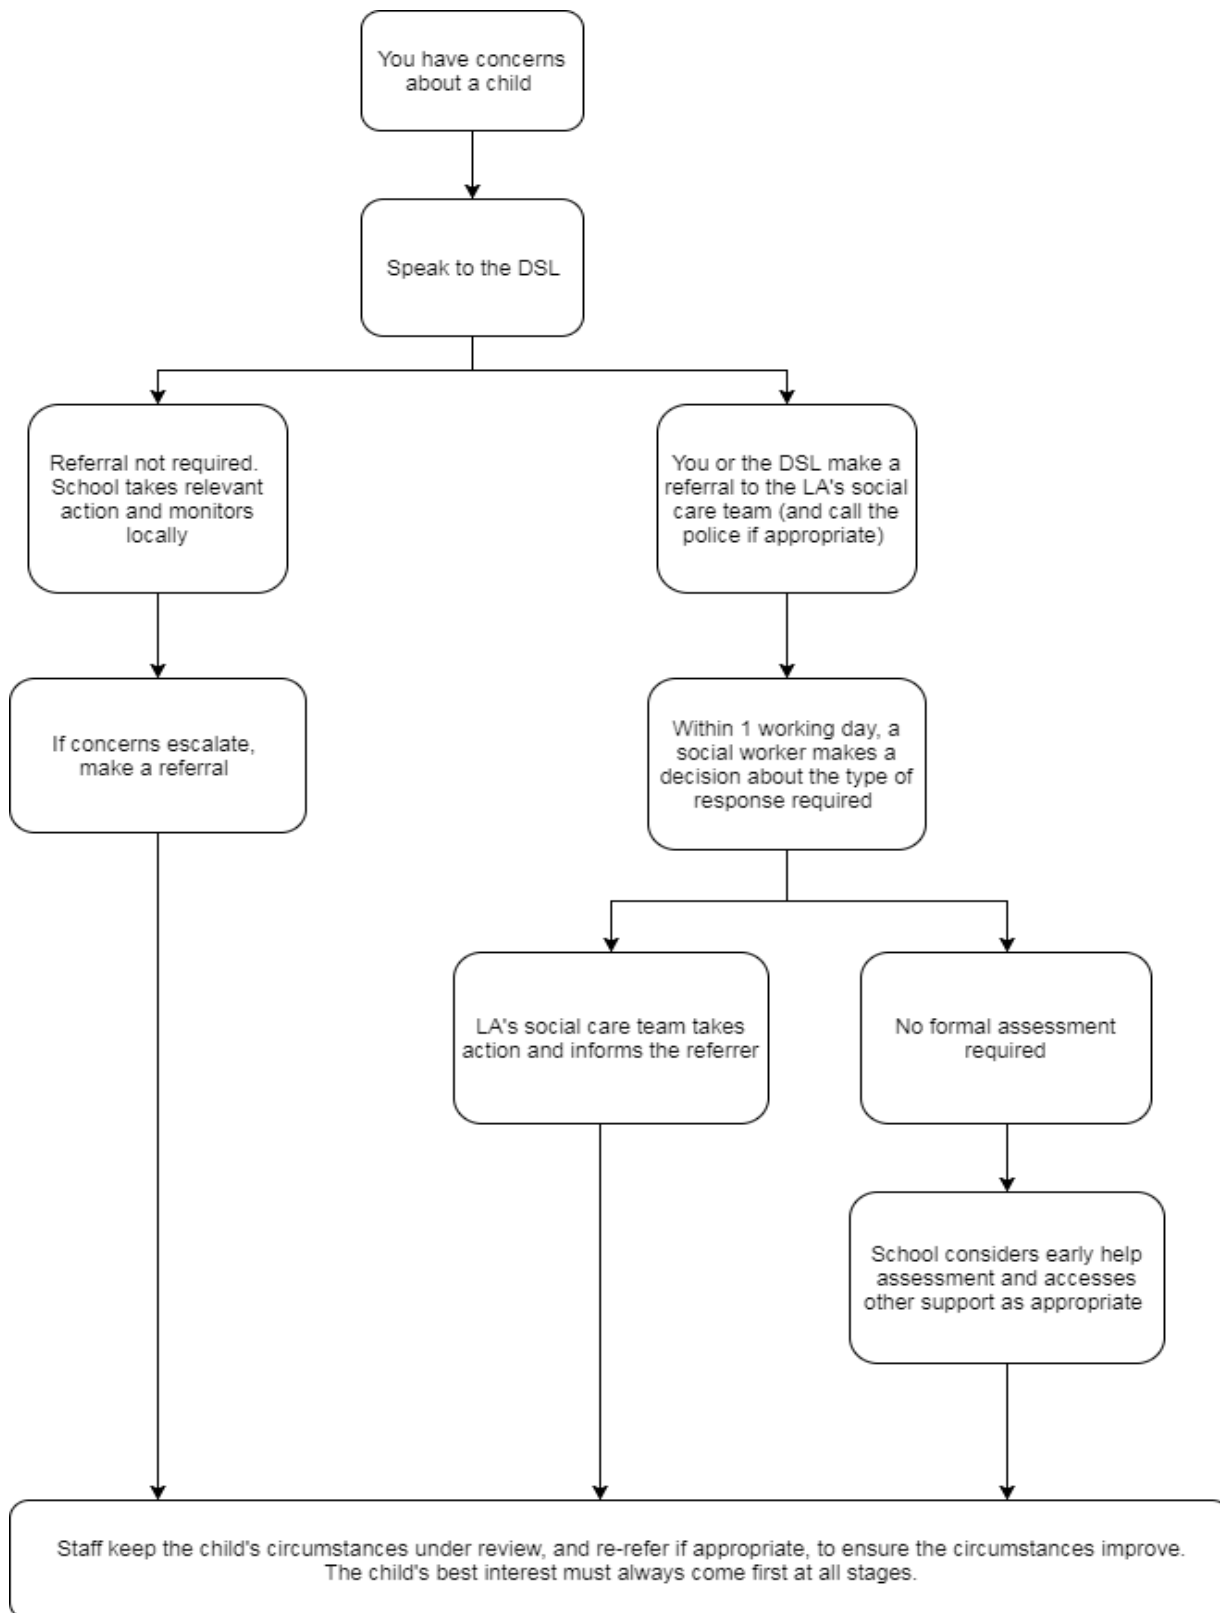 You have concerns
about a child
Speak to the DSL
Referral not required.
School takes relevant
action and monitors
locally
You or the DSL make a
referral to the LA's social
care team (and call the
police if appropriate)
If concerns escalate,
make a referral
Within 1 working day, a
social worker makes a
decision about the type of
response required
LA's social care team takes
action and informs the referrer
No formal assessment
required
School considers early help
assessment and accesses
other support as appropriate
Staff keep the child's circumstances under review, and re-refer if appropriate, to ensure the circumstances improve.
The child's best interest must always come first at all stages.